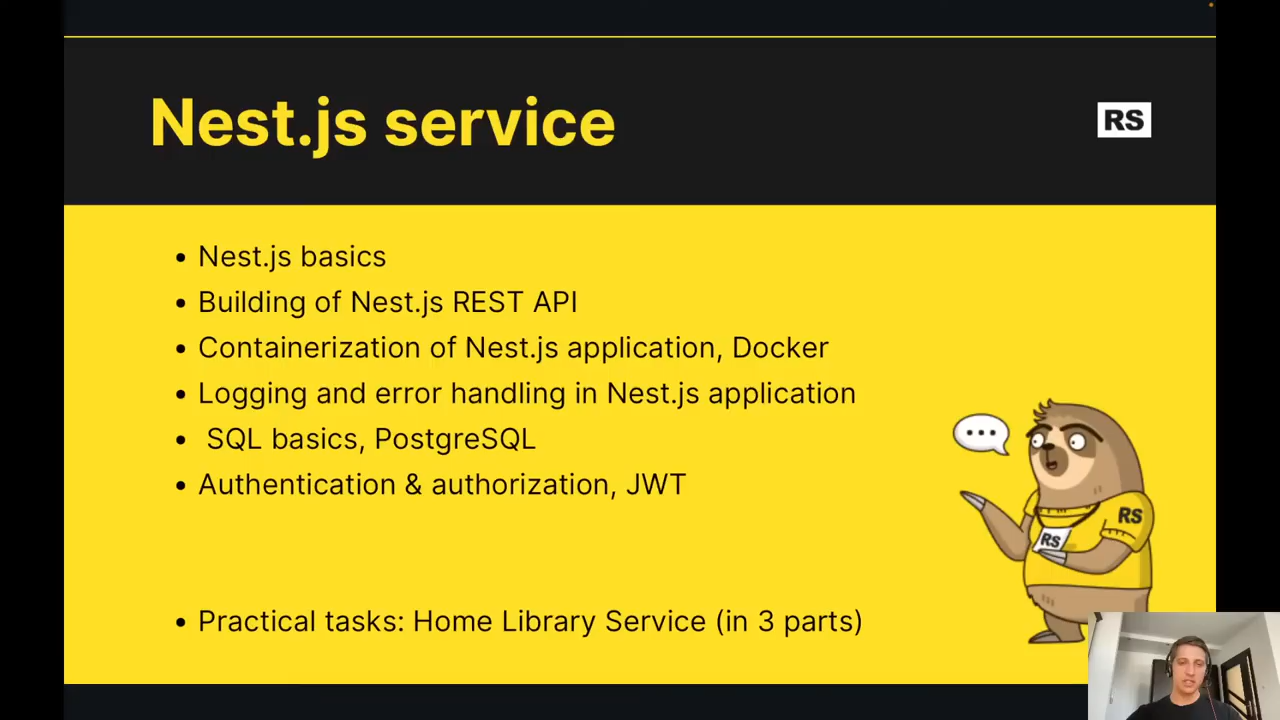 Nest.js service
RS
• Nest.js basics
• Building of Nest.js REST API
• Containerization of Nest.js application, Docker
• Logging and error handling in Nest.js application
• SQL basics, PostgreSQL
• Authentication & authorization, JWT
RS
RS
• Practical tasks: Home Library Service (in 3 parts)